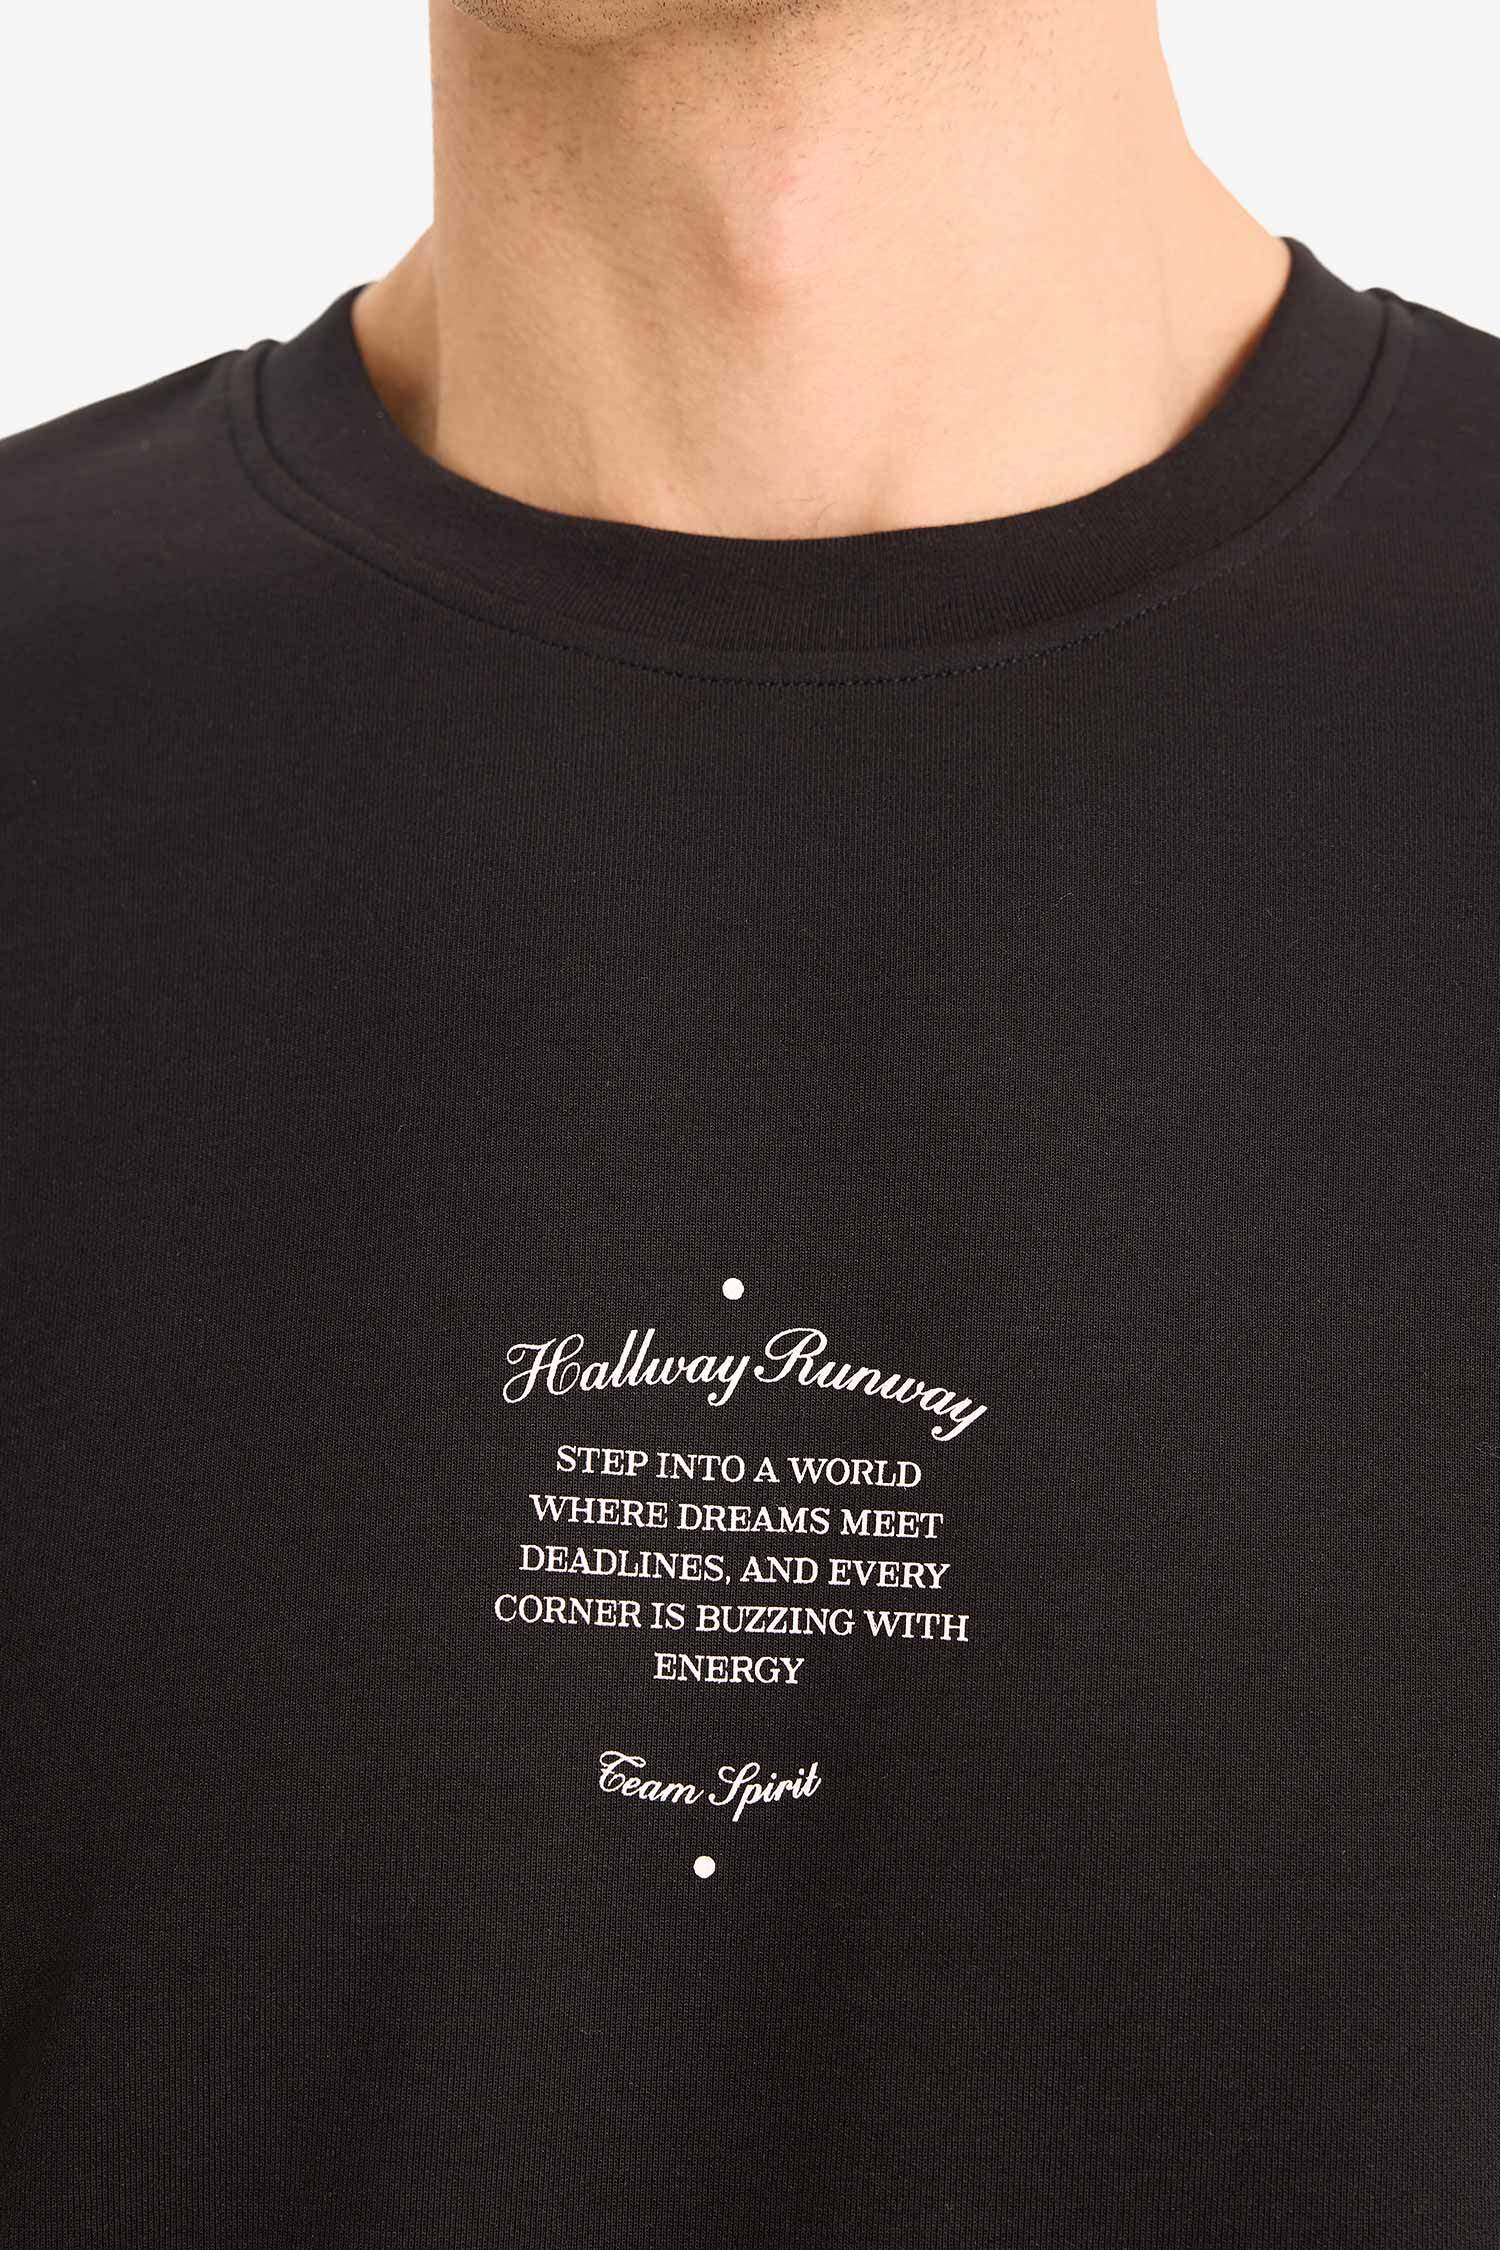 Hallway Runway
STEP INTO A WORLD
WHERE DREAMS MEET
DEADLINES, AND EVERY
CORNER IS BUZZING WITH
ENERGY
Team Spirit